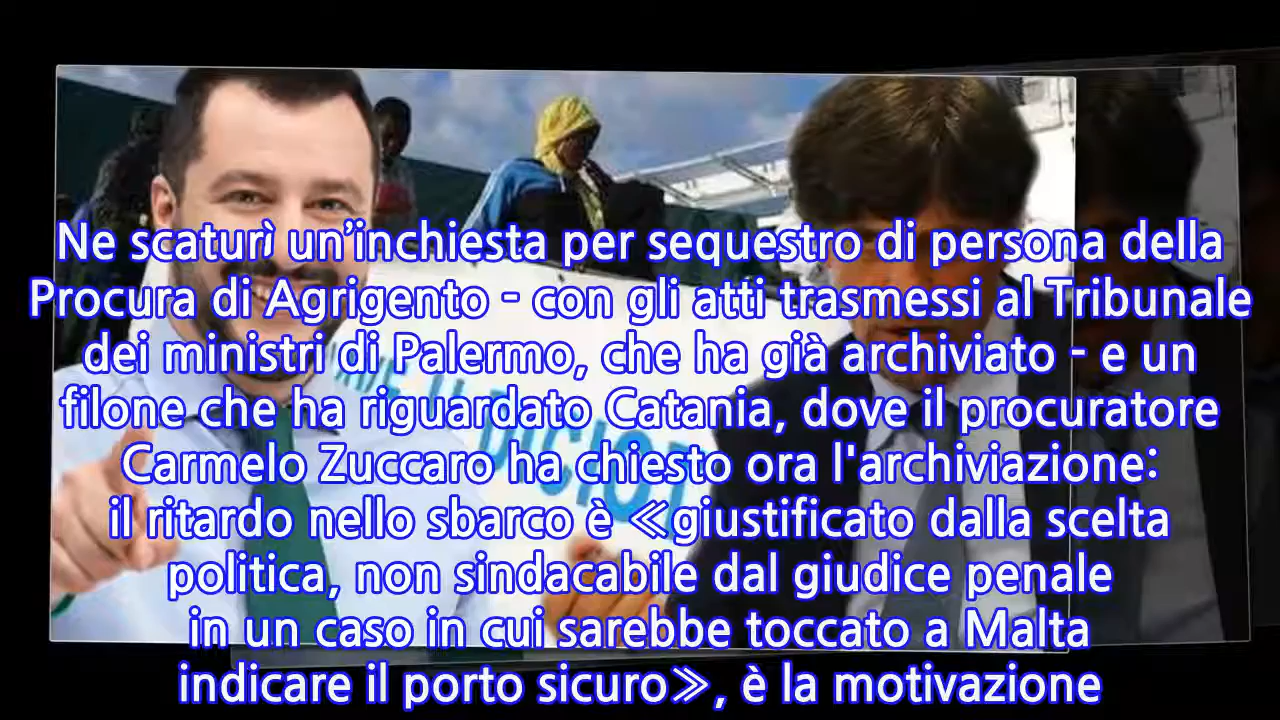 Ne scaturì un’inchiesta per sequestro di persona della
Procura di Agrigento - con gli atti trasmessi al Tribunale
dei ministri di Palermo, che ha già archiviato - e un
filone che ha riguardato Catania, dove il procuratore
Carmelo Zuccaro ha chiesto ora l'archiviazione:
il ritardo nello sbarco è ≪giustificato dalla scelta
politica, non sindacabile dal giudice penale
in un caso in cui sarebbe toccato a Malta
indicare il porto sicuro≫, è la motivazione